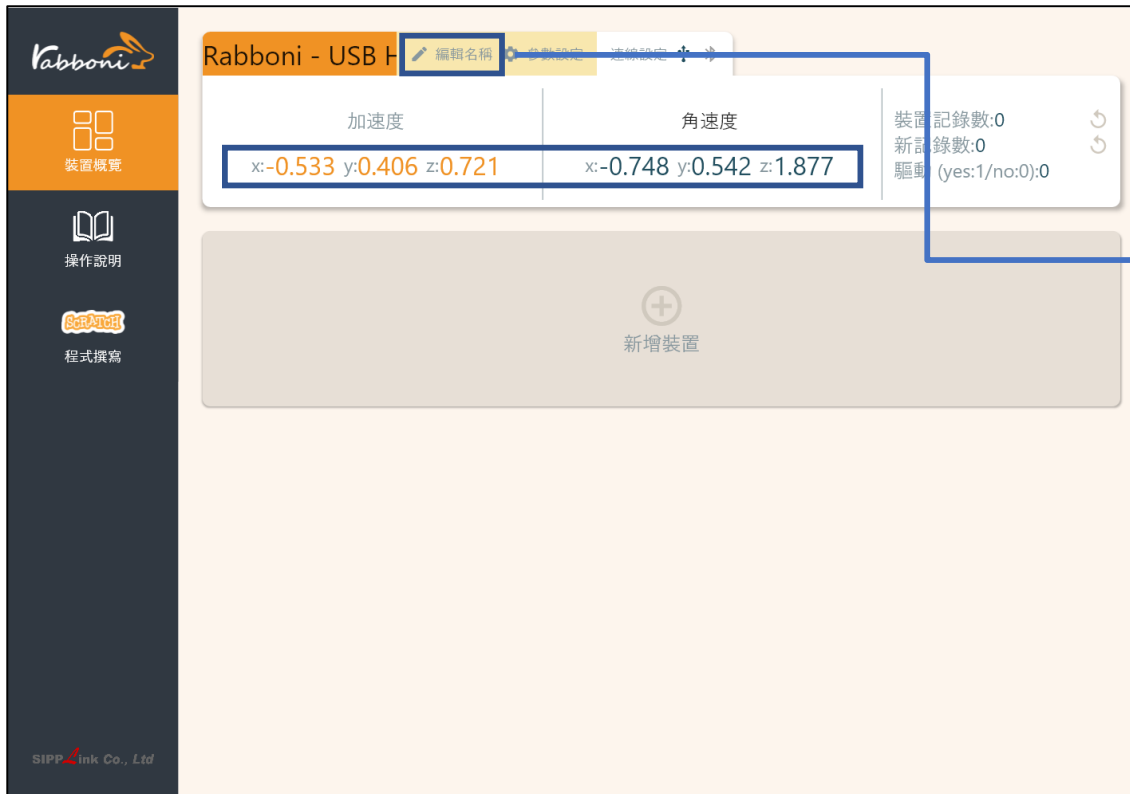 rabboni
裝置概覽
操作說明
SCRATCH
程式撰寫
SIPPLink Co., Ltd
Rabboni - USB H 編輯名稱 參數設定 連線設定
加速度 角速度
x:-0.533 y:0.406 z:0.721 x:-0.748 y:0.542 z:1.877
裝置記錄數:0
新記錄數:0
驅動 (yes:1/no:0):0
新增裝置